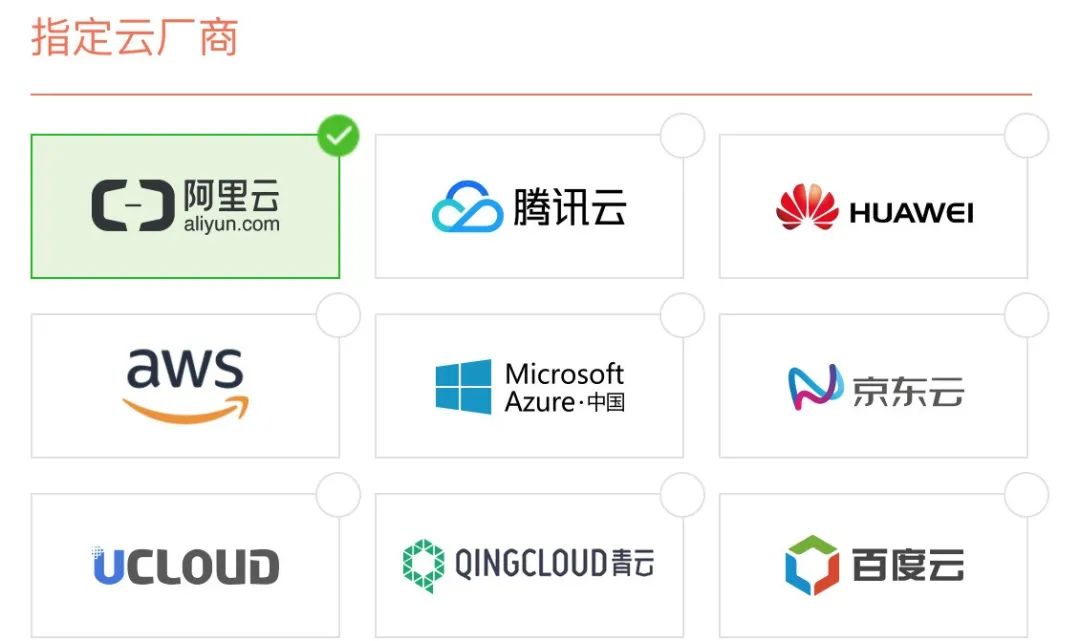 指定云厂商
阿里云
aliyun.com
腾讯云
HUAWEI
aws
Microsoft
Azure·中国
京东云
UCLOUD
QINGCLOUD青云
百度云